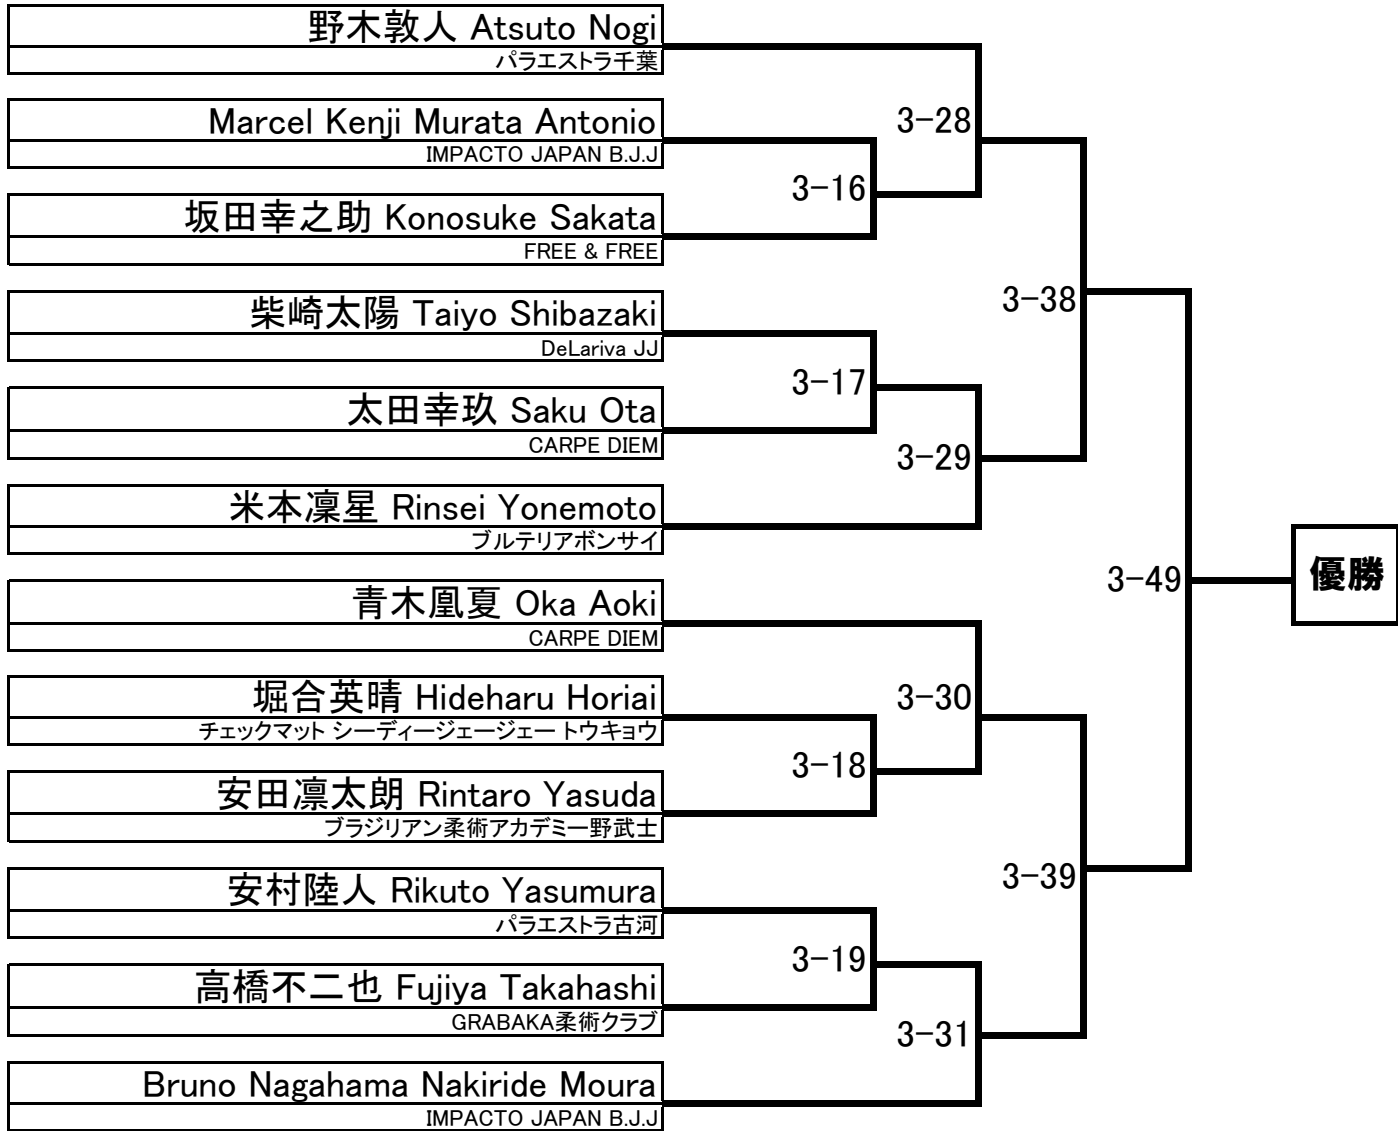 野木敦人 Atsuto Nogi
パラエストラ千葉
Marcel Kenji Murata Antonio
IMPACTO JAPAN B.J.J
坂田幸之助 Konosuke Sakata
FREE & FREE
柴崎太陽 Taiyo Shibazaki
DeLariva JJ
太田幸玖 Saku Ota
CARPE DIEM
米本凜星 Rinsei Yonemoto
ブルテリアボンサイ
青木凰夏 Oka Aoki
CARPE DIEM
堀合英晴 Hideharu Horiai
チェックマット シーディージェージェー トウキョウ
安田凛太朗 Rintaro Yasuda
ブラジリアン柔術アカデミー野武士
安村陸人 Rikuto Yasumura
パラエストラ古河
高橋不二也 Fujiya Takahashi
GRABAKA柔術クラブ
Bruno Nagahama Nakiride Moura
IMPACTO JAPAN B.J.J
3-16
3-17
3-18
3-19
3-28
3-29
3-30
3-31
3-38
3-39
3-49
優勝